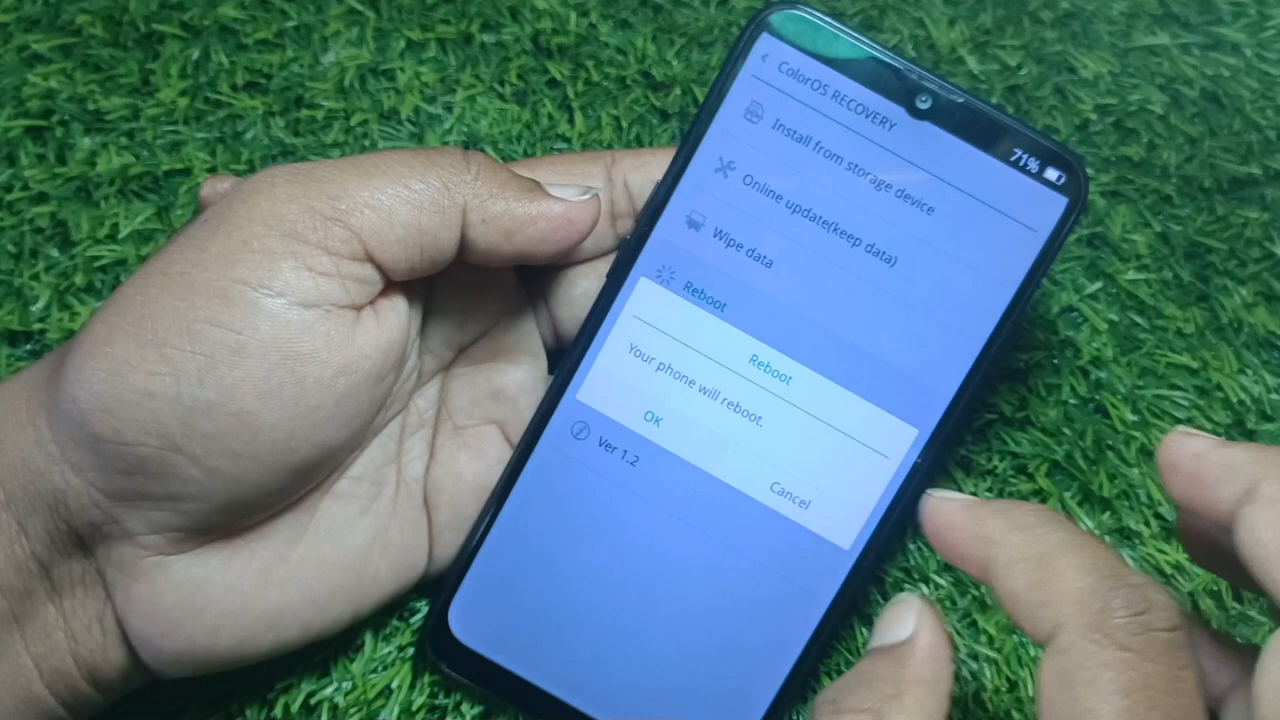 71%
ColorOS RECOVERY
Install from storage device
Online update(keep data)
Wipe data
Reboot
Reboot
Your phone will reboot.
OK
Cancel
Ver 1.2